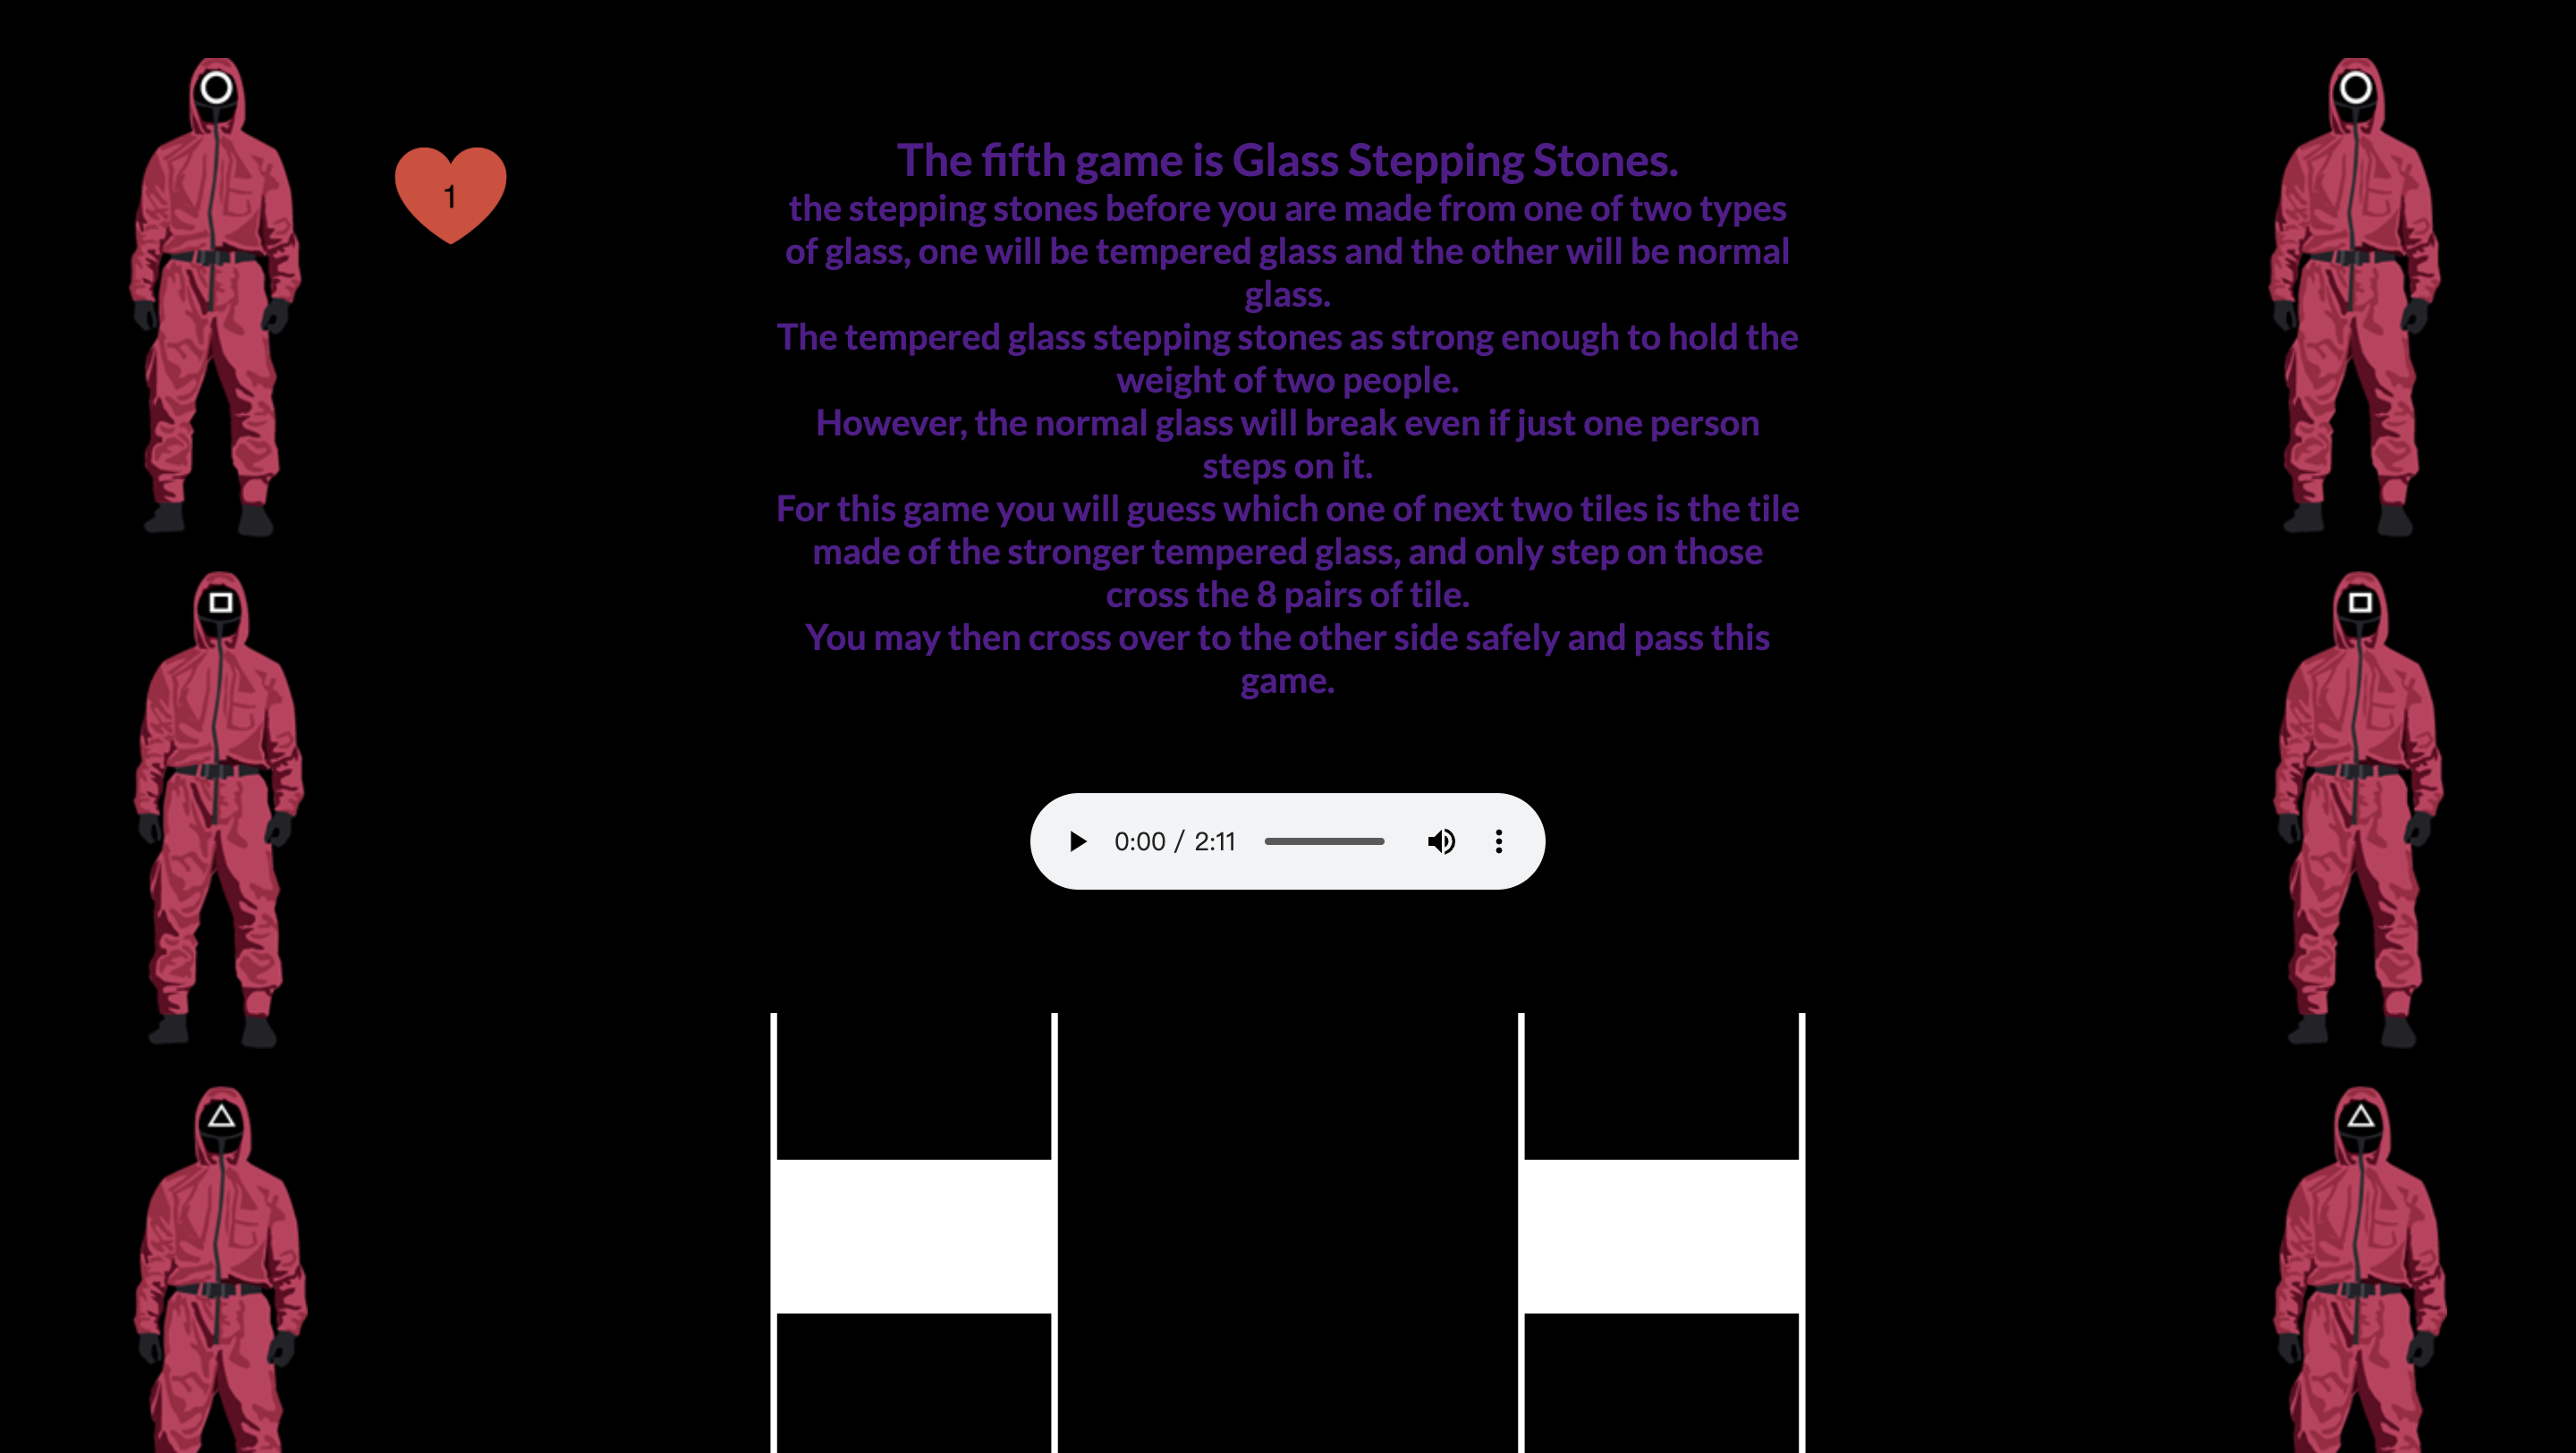 1
The fifth game is Glass Stepping Stones.
the stepping stones before you are made from one of two types
of glass, one will be tempered glass and the other will be normal
glass.
The tempered glass stepping stones as strong enough to hold the
weight of two people.
However, the normal glass will break even if just one person
steps on it.
For this game you will guess which one of next two tiles is the tile
made of the stronger tempered glass, and only step on those
cross the 8 pairs of tile.
You may then cross over to the other side safely and pass this
game.
0:00 / 2:11